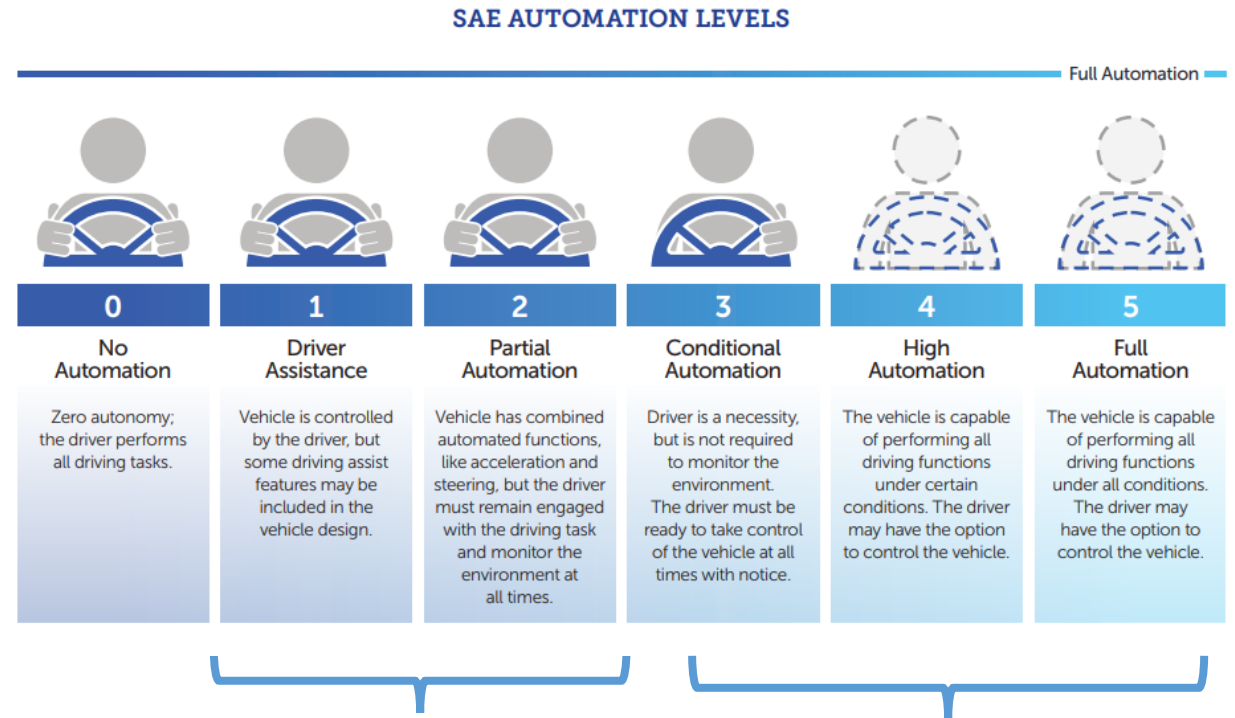 SAE AUTOMATION LEVELS
Full Automation
0
No
Automation
Zero autonomy;
the driver performs
all driving tasks.
1
Driver
Assistance
Vehicle is controlled
by the driver, but
some driving assist
features may be
included in the
vehicle design.
2
Partial
Automation
Vehicle has combined
automated functions,
like acceleration and
steering, but the driver
must remain engaged
with the driving task
and monitor the
environment at
all times.
3
Conditional
Automation
Driver is a necessity,
but is not required
to monitor the
environment.
The driver must be
ready to take control
of the vehicle at all
times with notice.
4
High
Automation
The vehicle is capable
of performing all
driving functions
under certain
conditions. The driver
may have the option
to control the vehicle.
5
Full
Automation
The vehicle is capable
of performing all
driving functions
under all conditions.
The driver may
have the option to
control the vehicle.